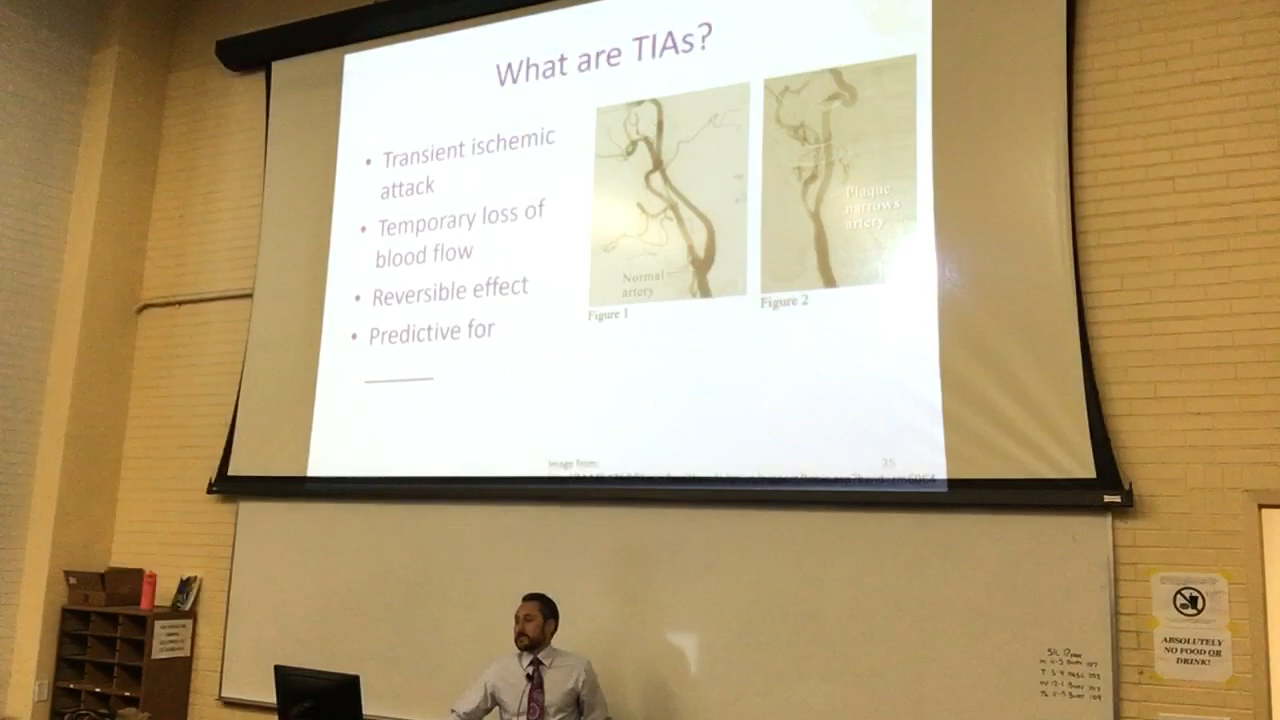 What are TIAs?
• Transient ischemic
attack
• Temporary loss of
blood flow
• Reversible effect
• Predictive for
Normal
artery
Figure 1
Plaque
narrows
artery
Figure 2
Image from:
25
ABSOLUTELY
NO FOOD OR
DRINK!